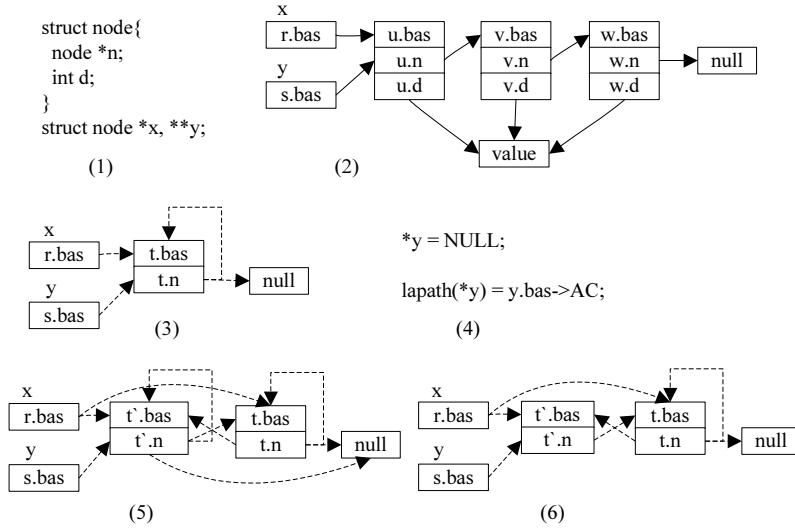 struct node{
node *n;
int d;
}
struct node *x, **y;
(1)
x
r.bas
y
s.bas
u.bas
u.n
u.d
v.bas
v.n
v.d
w.bas
w.n
w.d
null
value
(2)
x
r.bas
y
s.bas
t.bas
t.n
null
(3)
*y = NULL;
lapath(*y) = y.bas->AC;
(4)
x
r.bas
y
s.bas
t`.bas
t`.n
t.bas
t.n
null
(5)
x
r.bas
y
s.bas
t`.bas
t`.n
t.bas
t.n
null
(6)